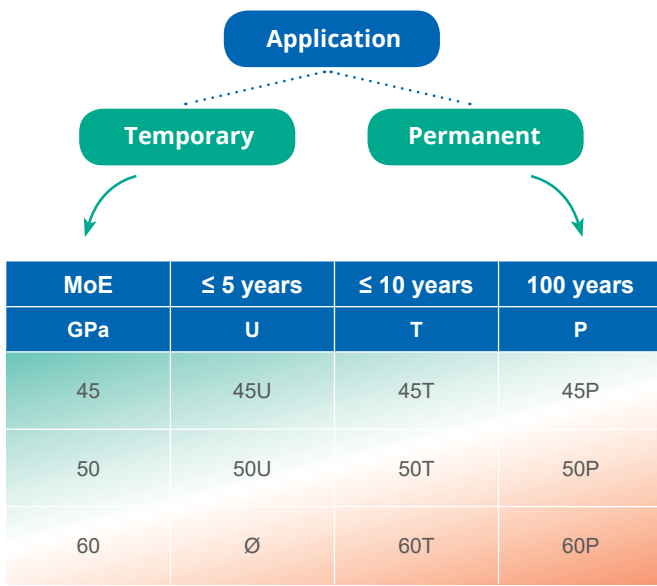 Application
Temporary Permanent
MoE ≤ 5 years ≤ 10 years 100 years
GPa U T P
45 45U 45T 45P
50 50U 50T 50P
60 Ø 60T 60P